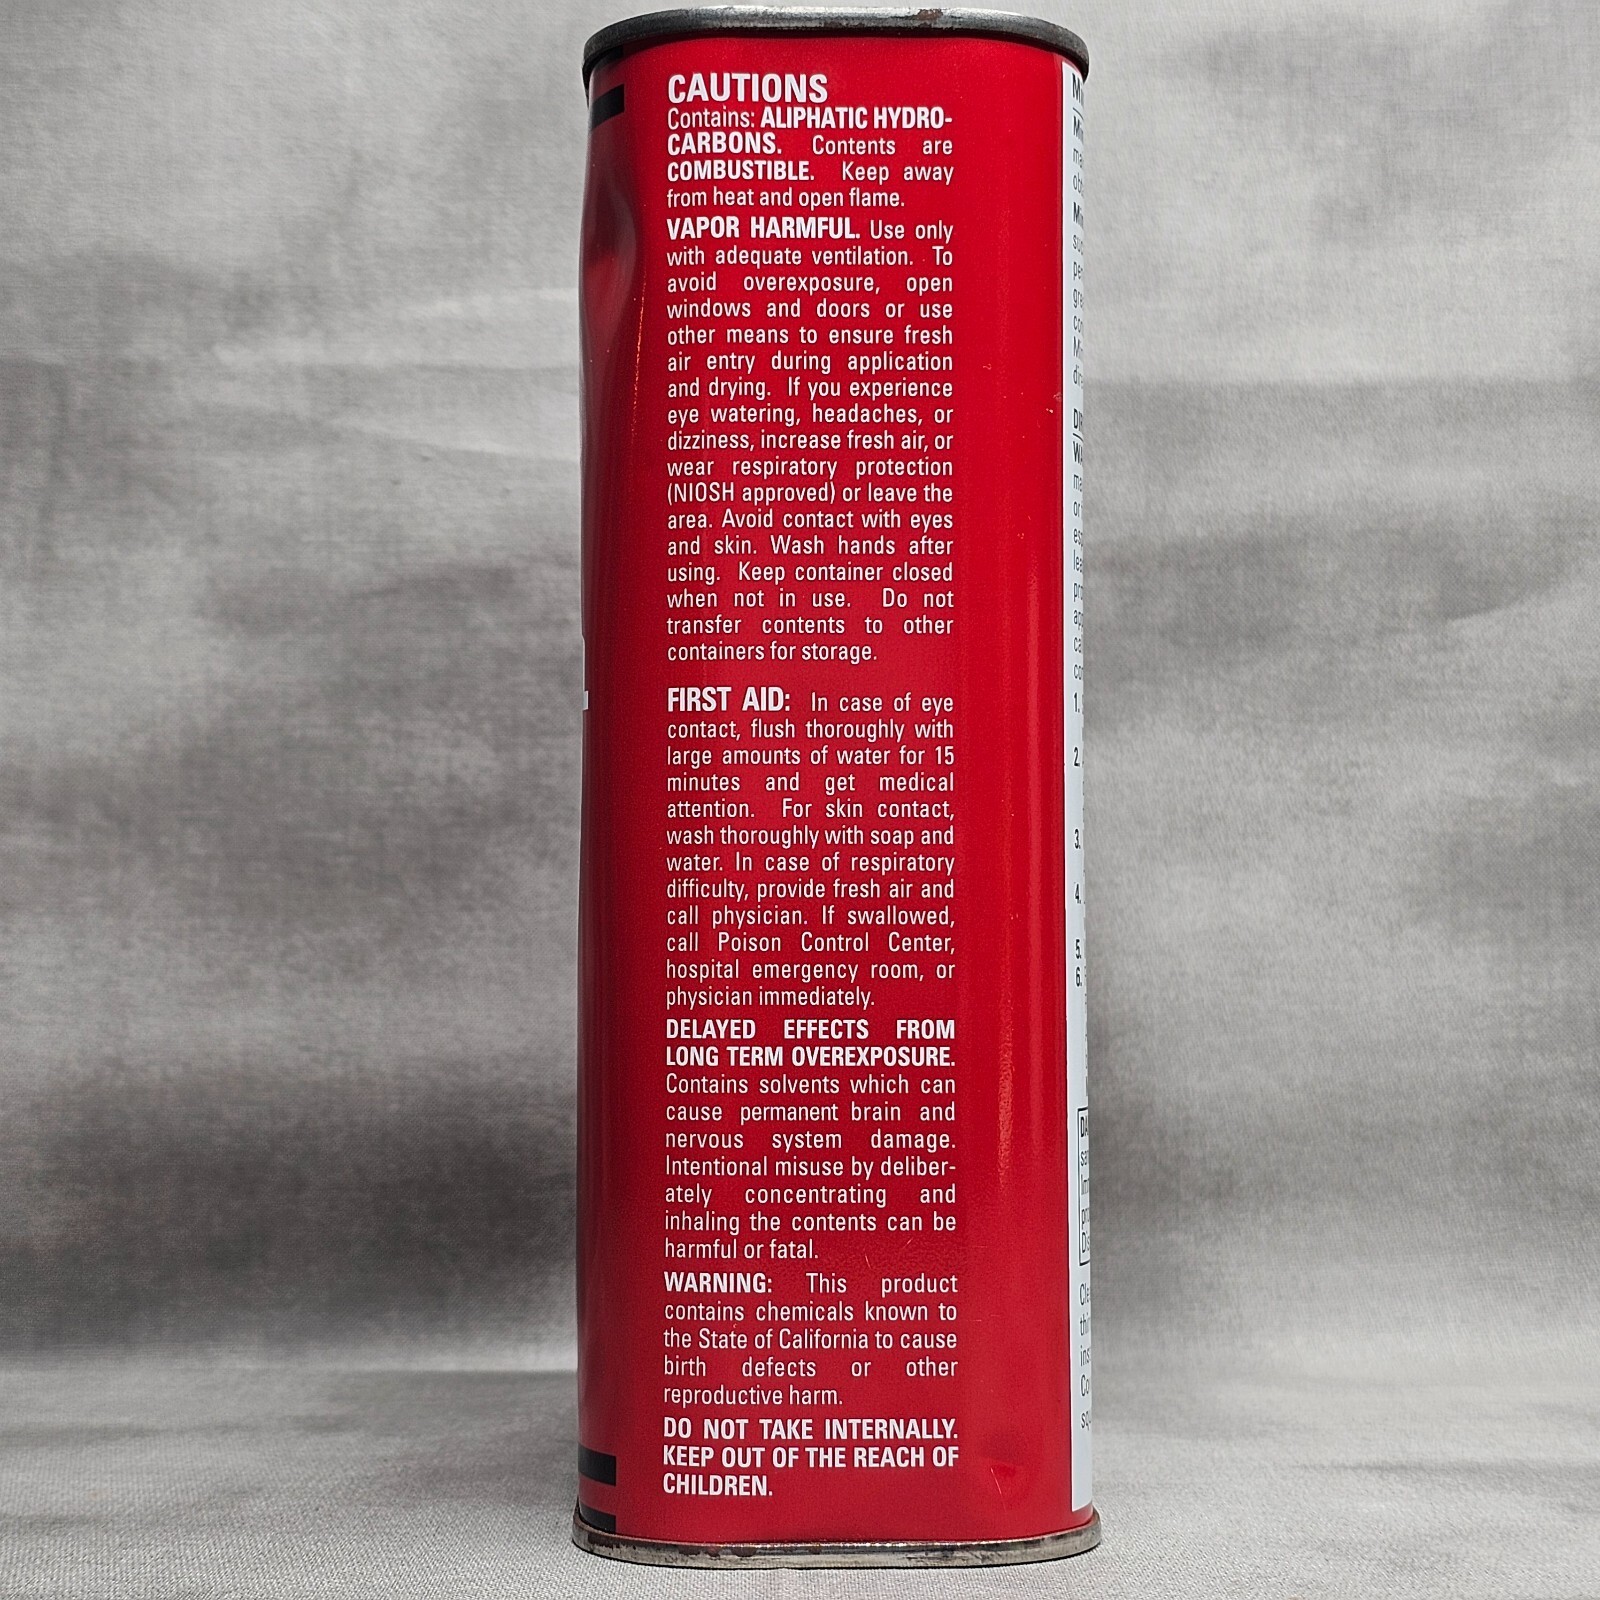 CAUTIONS
Contains: ALIPHATIC HYDRO-
CARBONS. Contents are
COMBUSTIBLE. Keep away
from heat and open flame.
VAPOR HARMFUL. Use only
with adequate ventilation. To
avoid overexposure, open
windows and doors or use
other means to ensure fresh
air entry during application
and drying. If you experience
eye watering, headaches, or
dizziness, increase fresh air, or
wear respiratory protection
(NIOSH approved) or leave the
area. Avoid contact with eyes
and skin. Wash hands after
using. Keep container closed
when not in use. Do not
transfer contents to other
containers for storage.
FIRST AID: In case of eye
contact, flush thoroughly with
large amounts of water for 15
minutes and get medical
attention. For skin contact,
wash thoroughly with soap and
water. In case of respiratory
difficulty, provide fresh air and
call physician. If swallowed,
call Poison Control Center,
hospital emergency room, or
physician immediately.
DELAYED EFFECTS FROM
LONG TERM OVEREXPOSURE.
Contains solvents which can
cause permanent brain and
nervous system damage.
Intentional misuse by deliber-
ately concentrating and
inhaling the contents can be
harmful or fatal.
WARNING: This product
contains chemicals known to
the State of California to cause
birth defects or other
reproductive harm.
DO NOT TAKE INTERNALLY.
KEEP OUT OF THE REACH OF
CHILDREN.
1.
2.
3.
4.
5.
6.